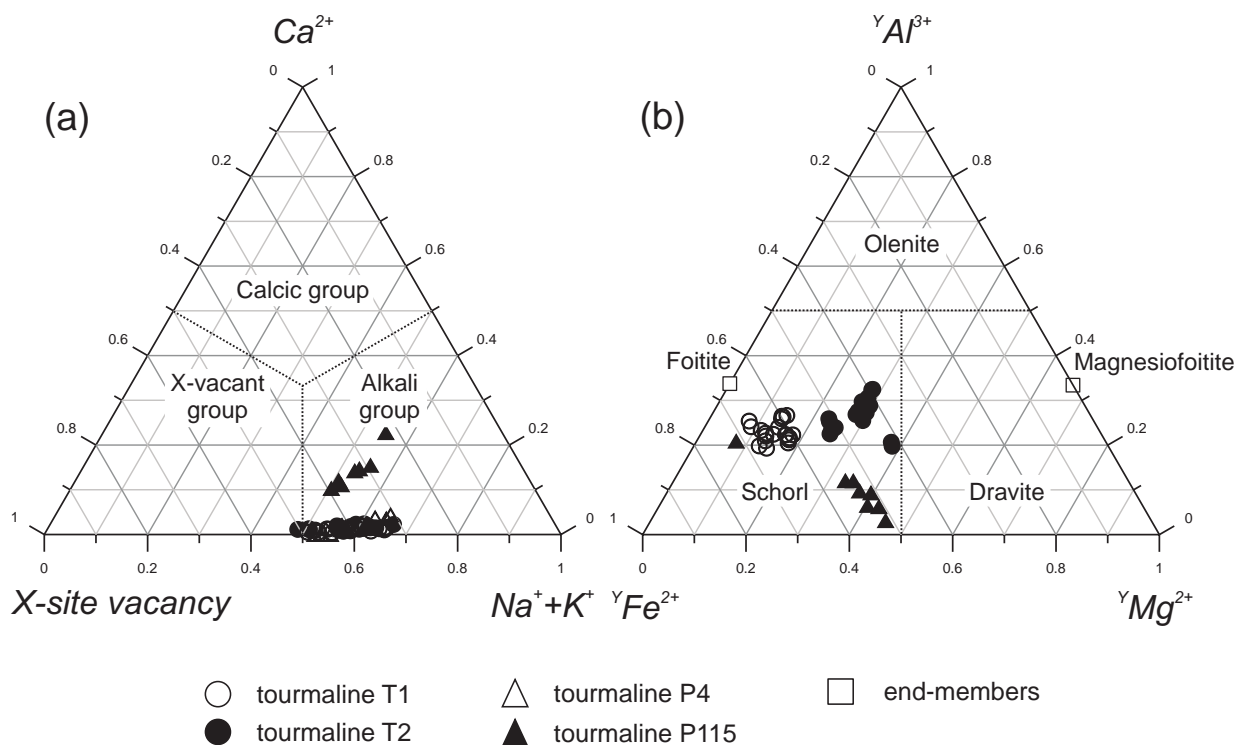 Ca²⁺
ʸAl³⁺
0 1
0 1
(a)
(b)
0.2 0.8
0.2 0.8
Olenite
0.4 0.6
0.4 0.6
Calcic group
0.6 0.4
0.6 0.4
Foitite
Magnesiofoitite
X-vacant
group
Alkali
group
0.8 0.2
0.8 0.2
Schorl
Dravite
1 0
1 0
0 0.2 0.4 0.6 0.8 1
0 0.2 0.4 0.6 0.8 1
X-site vacancy
Na⁺+K⁺
ʸFe²⁺
ʸMg²⁺
tourmaline T1
tourmaline P4
end-members
tourmaline T2
tourmaline P115